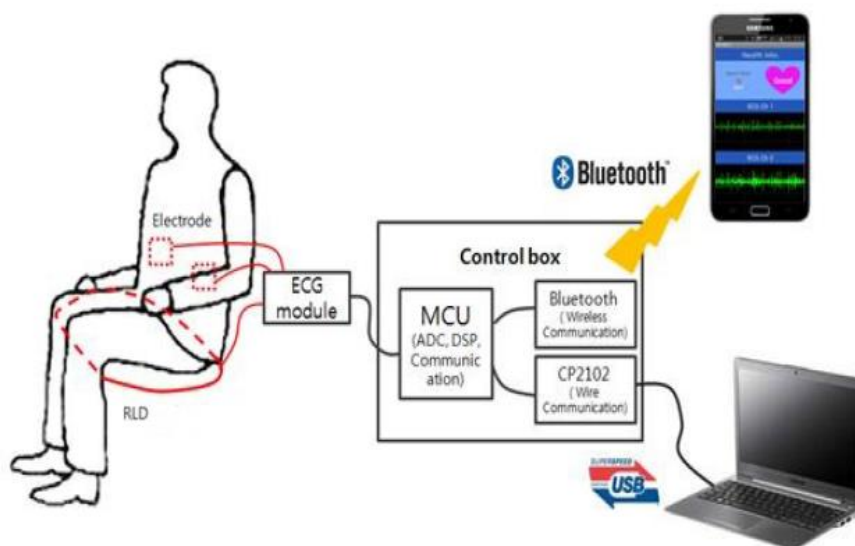 SAMSUNG
Good
Bluetooth™
Electrode
Control box
ECG
module
MCU
(ADC, DSP,
Communic
ation)
Bluetooth
( Wireless
Communication)
CP2102
( Wire
Communication)
RLD
SUPERSPEED
USB